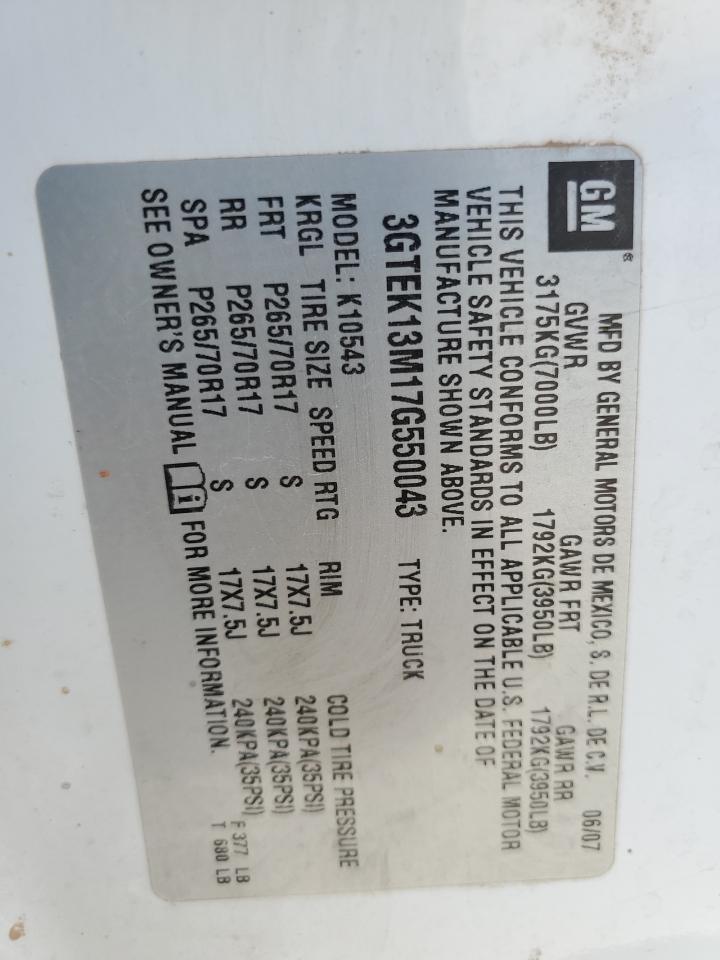 GM ®
MFD BY GENERAL MOTORS DE MEXICO, S. DE R.L. DE C.V. 06/07
GVWR GAWR FRT GAWR RR
3175KG(7000LB) 1792KG(3950LB) 1792KG(3950LB)
THIS VEHICLE CONFORMS TO ALL APPLICABLE U.S. FEDERAL MOTOR
VEHICLE SAFETY STANDARDS IN EFFECT ON THE DATE OF
MANUFACTURE SHOWN ABOVE.
3GTEK13M17G550043 TYPE: TRUCK
MODEL: K10543
KRGL TIRE SIZE SPEED RTG RIM COLD TIRE PRESSURE
FRT P265/70R17 S 17X7.5J 240KPA(35PSI)
RR P265/70R17 S 17X7.5J 240KPA(35PSI)
SPA P265/70R17 S 17X7.5J 240KPA(35PSI)
SEE OWNER'S MANUAL i FOR MORE INFORMATION.
F 377 LB
T 680 LB